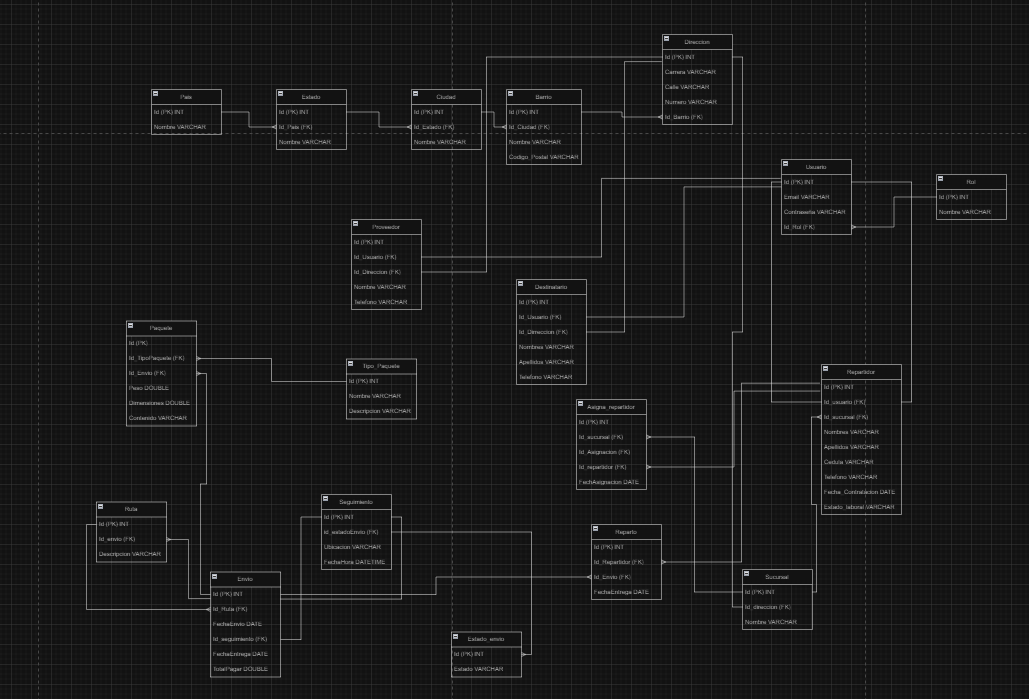 Direccion
Id (PK) INT
Carrera VARCHAR
Calle VARCHAR
Numero VARCHAR
Id_Barrio (FK)
Pais
Id (PK) INT
Nombre VARCHAR
Estado
Id (PK) INT
Id_Pais (FK)
Nombre VARCHAR
Ciudad
Id (PK) INT
Id_Estado (FK)
Nombre VARCHAR
Barrio
Id (PK) INT
Id_Ciudad (FK)
Nombre VARCHAR
Codigo_Postal VARCHAR
Usuario
Id (PK) INT
Email VARCHAR
Contraseña VARCHAR
Id_Rol (FK)
Rol
Id (PK) INT
Nombre VARCHAR
Proveedor
Id (PK) INT
Id_Usuario (FK)
Id_Direccion (FK)
Nombre VARCHAR
Telefono VARCHAR
Destinatario
Id (PK) INT
Id_Usuario (FK)
Id_Direccion (FK)
Nombres VARCHAR
Apellidos VARCHAR
Telefono VARCHAR
Paquete
Id (PK)
Id_TipoPaquete (FK)
Id_Envio (FK)
Peso DOUBLE
Dimensiones DOUBLE
Contenido VARCHAR
Tipo_Paquete
Id (PK) INT
Nombre VARCHAR
Descripcion VARCHAR
Repartidor
Id (PK) INT
Id_usuario (FK)
Id_sucursal (FK)
Nombres VARCHAR
Apellidos VARCHAR
Cedula VARCHAR
Telefono VARCHAR
Fecha_Contratacion DATE
Estado_laboral VARCHAR
Asigna_repartidor
Id (PK) INT
Id_sucursal (FK)
Id_Asignacion (FK)
Id_repartidor (FK)
FechAsignacion DATE
Ruta
Id (PK) INT
Id_envio (FK)
Descripcion VARCHAR
Seguimiento
Id (PK) INT
id_estadoEnvio (FK)
Ubicacion VARCHAR
FechaHora DATETIME
Reparto
Id (PK) INT
Id_Repartidor (FK)
Id_Envio (FK)
FechaEntrega DATE
Envio
Id (PK) INT
Id_Ruta (FK)
FechaEnvio DATE
Id_seguimiento (FK)
FechaEntrega DATE
TotalPagar DOUBLE
Sucursal
Id (PK) INT
Id_direccion (FK)
Nombre VARCHAR
Estado_envio
Id (PK) INT
Estado VARCHAR